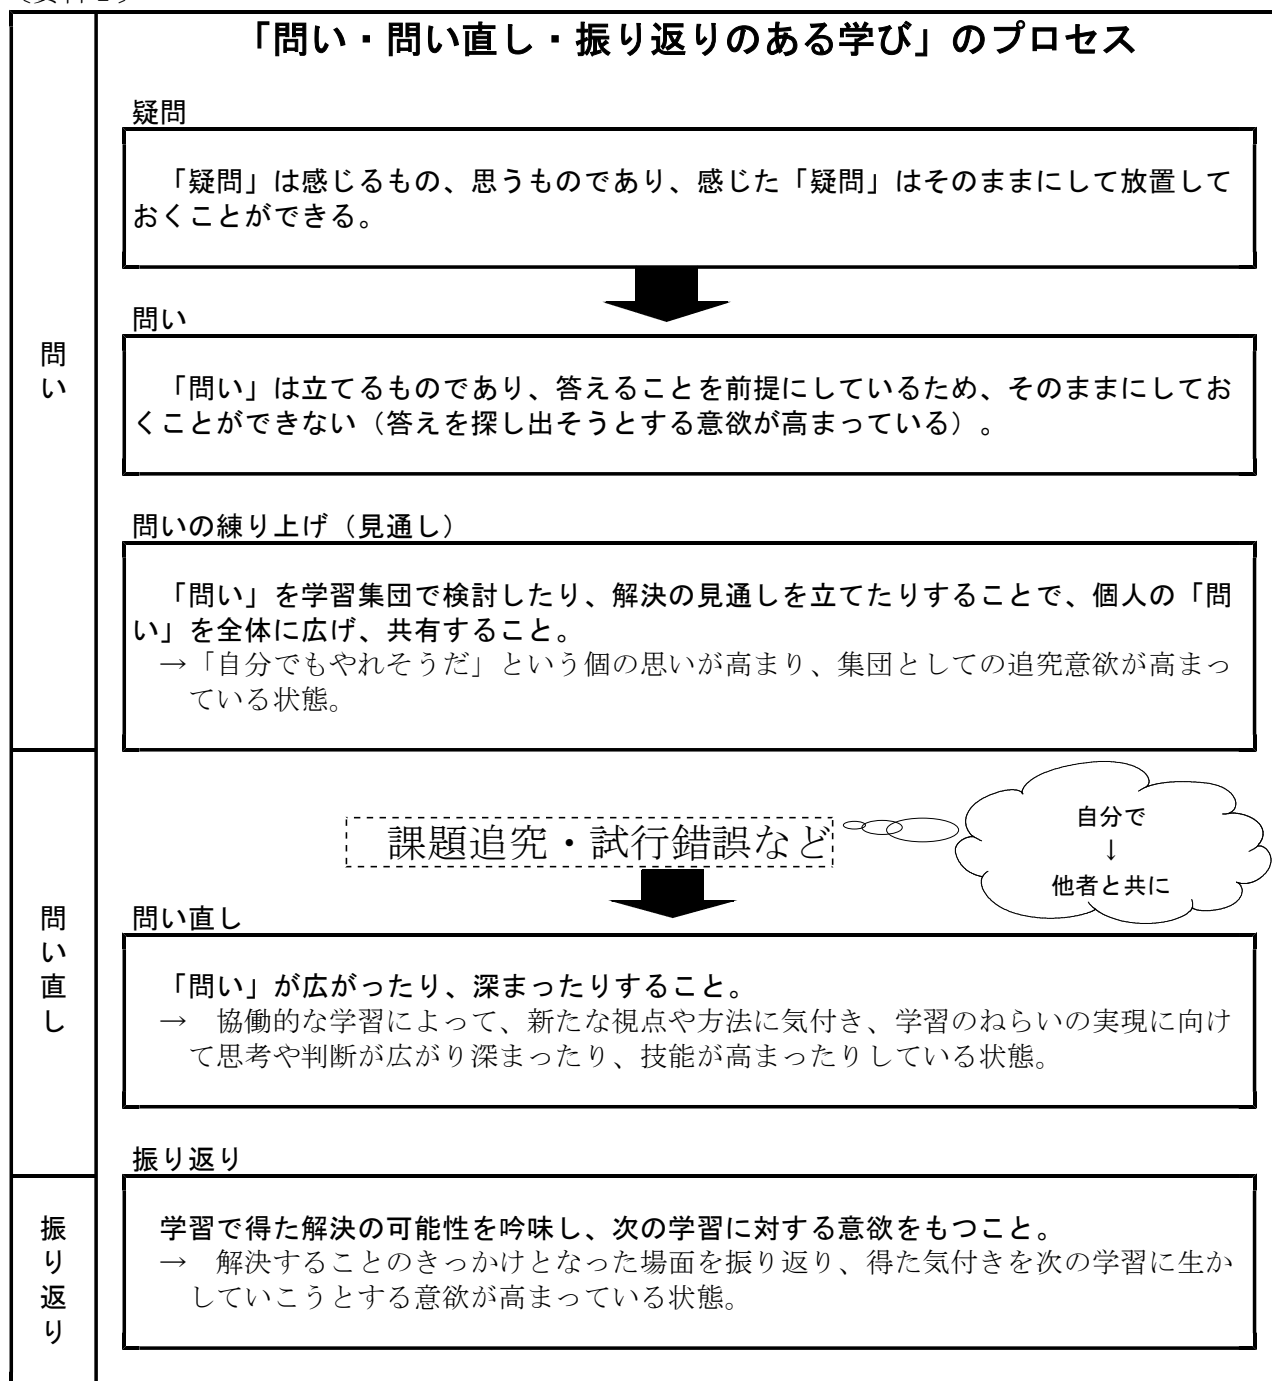 「問い・問い直し・振り返りのある学び」のプロセス
疑問
「疑問」は感じるもの、思うものであり、感じた「疑問」はそのままにして放置して
おくことができる。
問い
「問い」は立てるものであり、答えることを前提にしているため、そのままにしてお
くことができない（答えを探し出そうとする意欲が高まっている）。
問いの練り上げ（見通し）
「問い」を学習集団で検討したり、解決の見通しを立てたりすることで、個人の「問
い」を全体に広げ、共有すること。
→「自分でもやれそうだ」という個の思いが高まり、集団としての追究意欲が高まっ
ている状態。
問い
課題追究・試行錯誤など
自分で
↓
他者と共に
問い直し
「問い」が広がったり、深まったりすること。
→　協働的な学習によって、新たな視点や方法に気付き、学習のねらいの実現に向け
て思考や判断が広がり深まったり、技能が高まったりしている状態。
問い直し
振り返り
学習で得た解決の可能性を吟味し、次の学習に対する意欲をもつこと。
→　解決することのきっかけとなった場面を振り返り、得た気付きを次の学習に生か
していこうとする意欲が高まっている状態。
振り返り